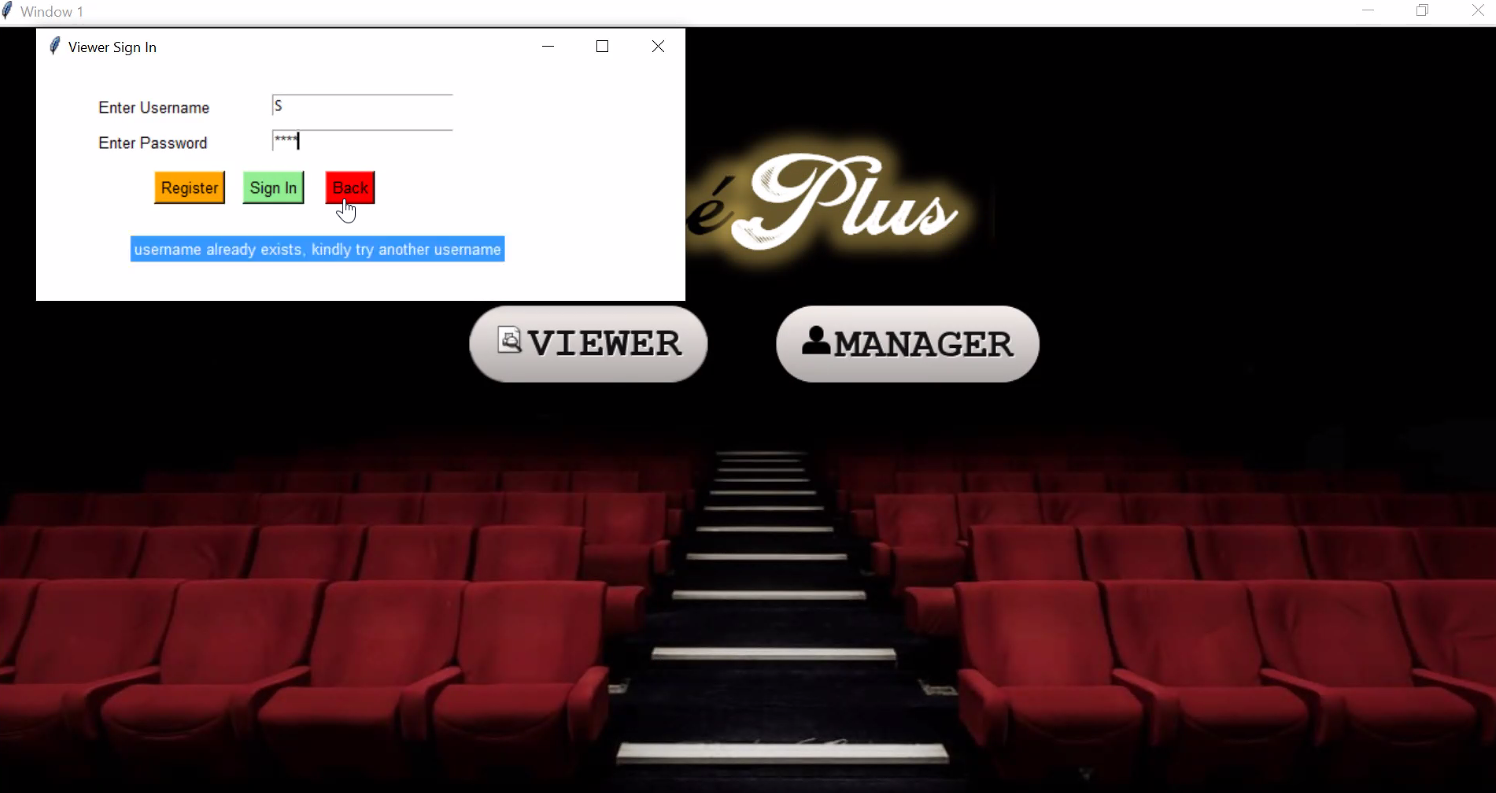 Window 1
Viewer Sign In
Enter Username S
Enter Password ****
Register Sign In Back
username already exists, kindly try another username
éPlus
VIEWER MANAGER